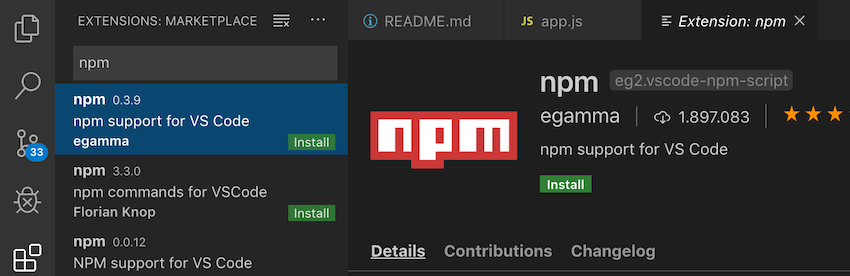 EXTENSIONS: MARKETPLACE
npm
npm 0.3.9
npm support for VS Code
egamma Install
npm 3.3.0
npm commands for VSCode
Florian Knop Install
npm 0.0.12
NPM support for VS Code
33
README.md JS app.js Extension: npm
npm eg2.vscode-npm-script
npm
egamma 1.897.083
npm support for VS Code
Install
Details Contributions Changelog